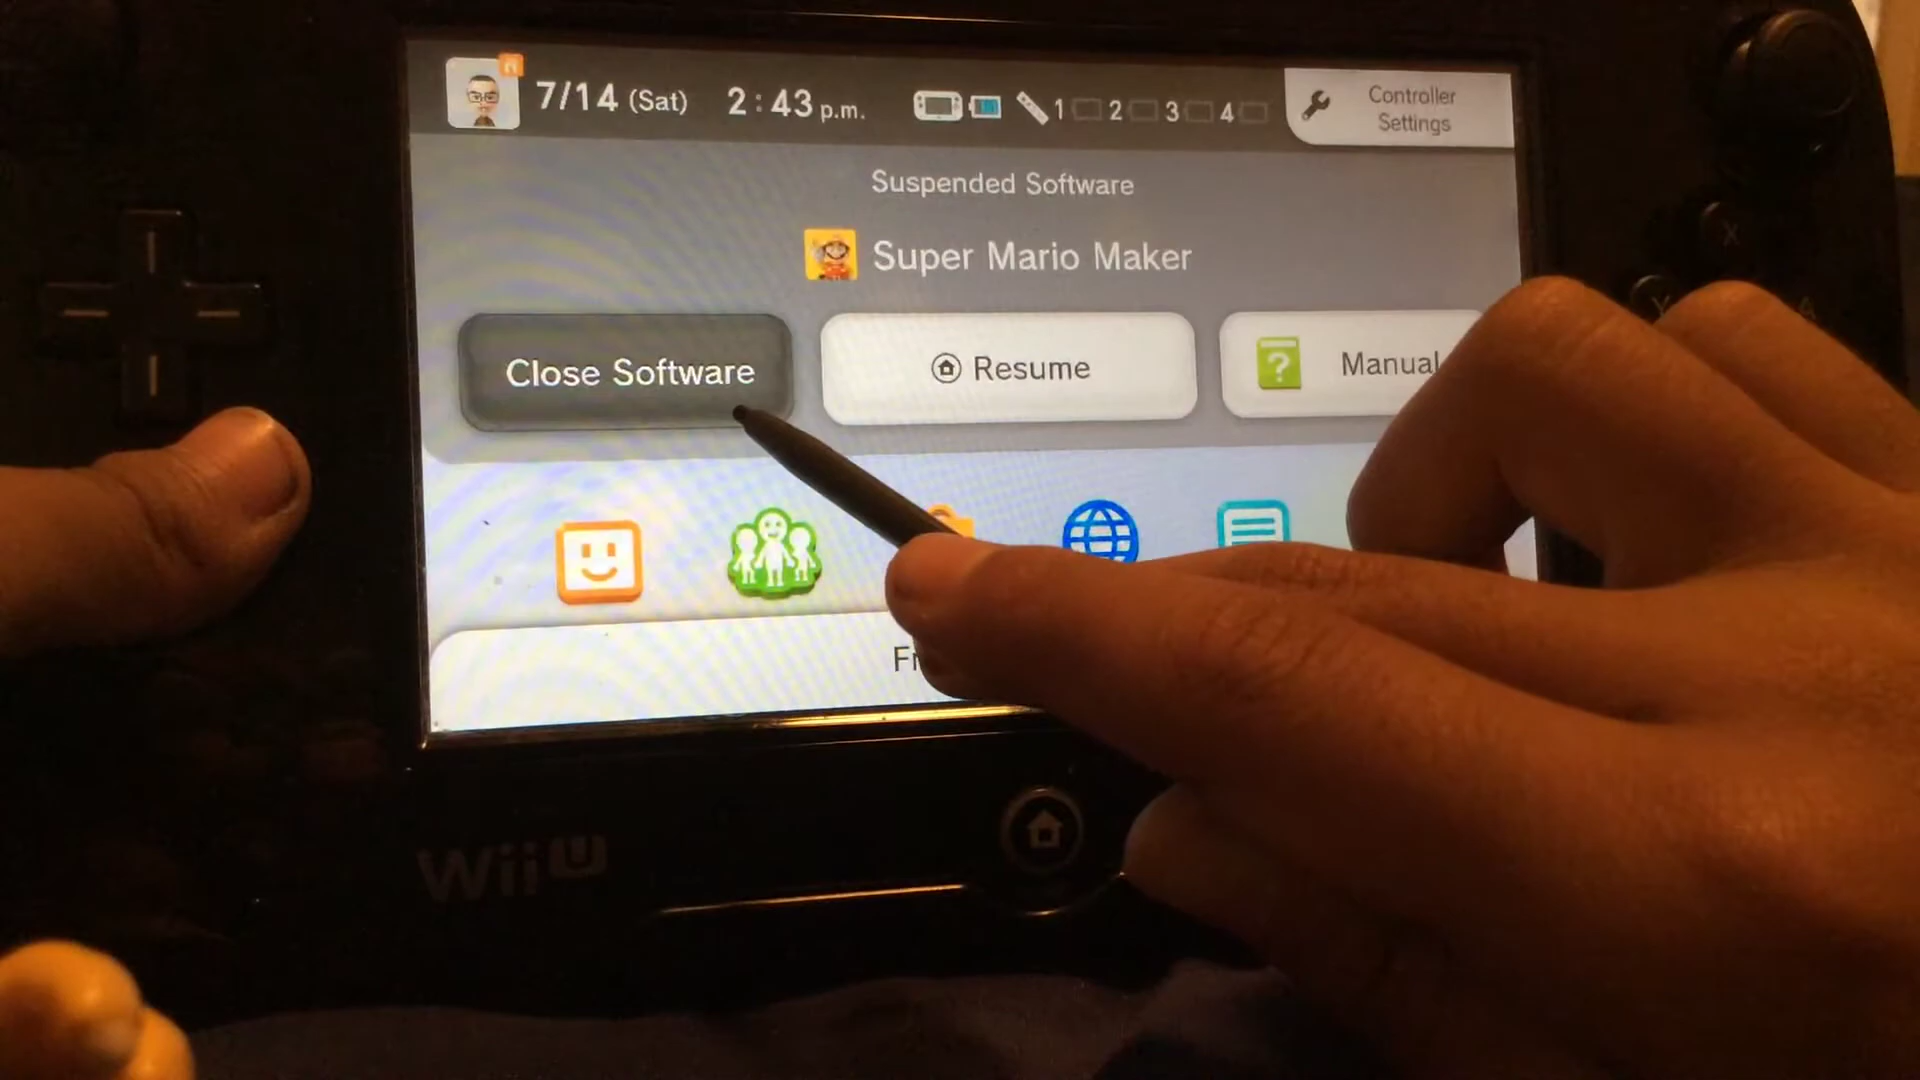 7/14 (Sat) 2:43 p.m. 1 2 3 4
Controller
Settings
Suspended Software
Super Mario Maker
Close Software
Resume
? Manual
X
Y
Wii U